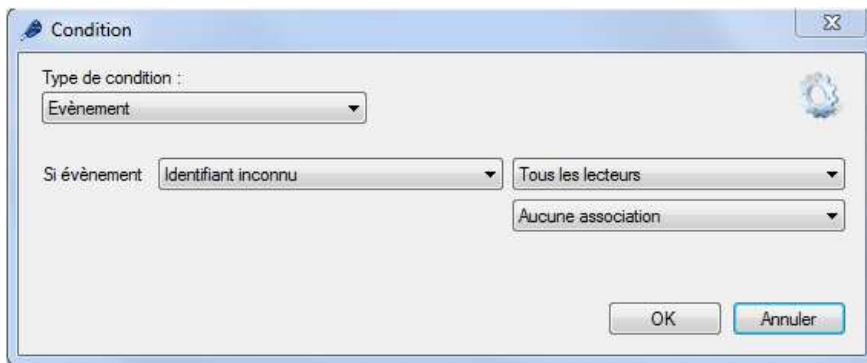 Condition
Type de condition :
Evènement
Si évènement Identifiant inconnu Tous les lecteurs
Aucune association
OK Annuler